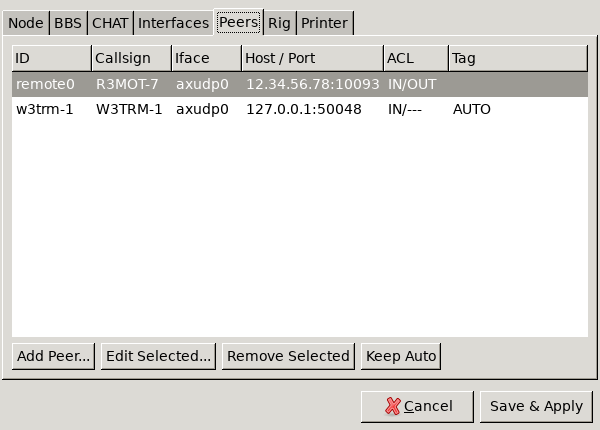 Node BBS CHAT Interfaces Peers Rig Printer
ID Callsign Iface Host / Port ACL Tag
remote0 R3MOT-7 axudp0 12.34.56.78:10093 IN/OUT
w3trm-1 W3TRM-1 axudp0 127.0.0.1:50048 IN/--- AUTO
Add Peer... Edit Selected... Remove Selected Keep Auto
Cancel Save & Apply